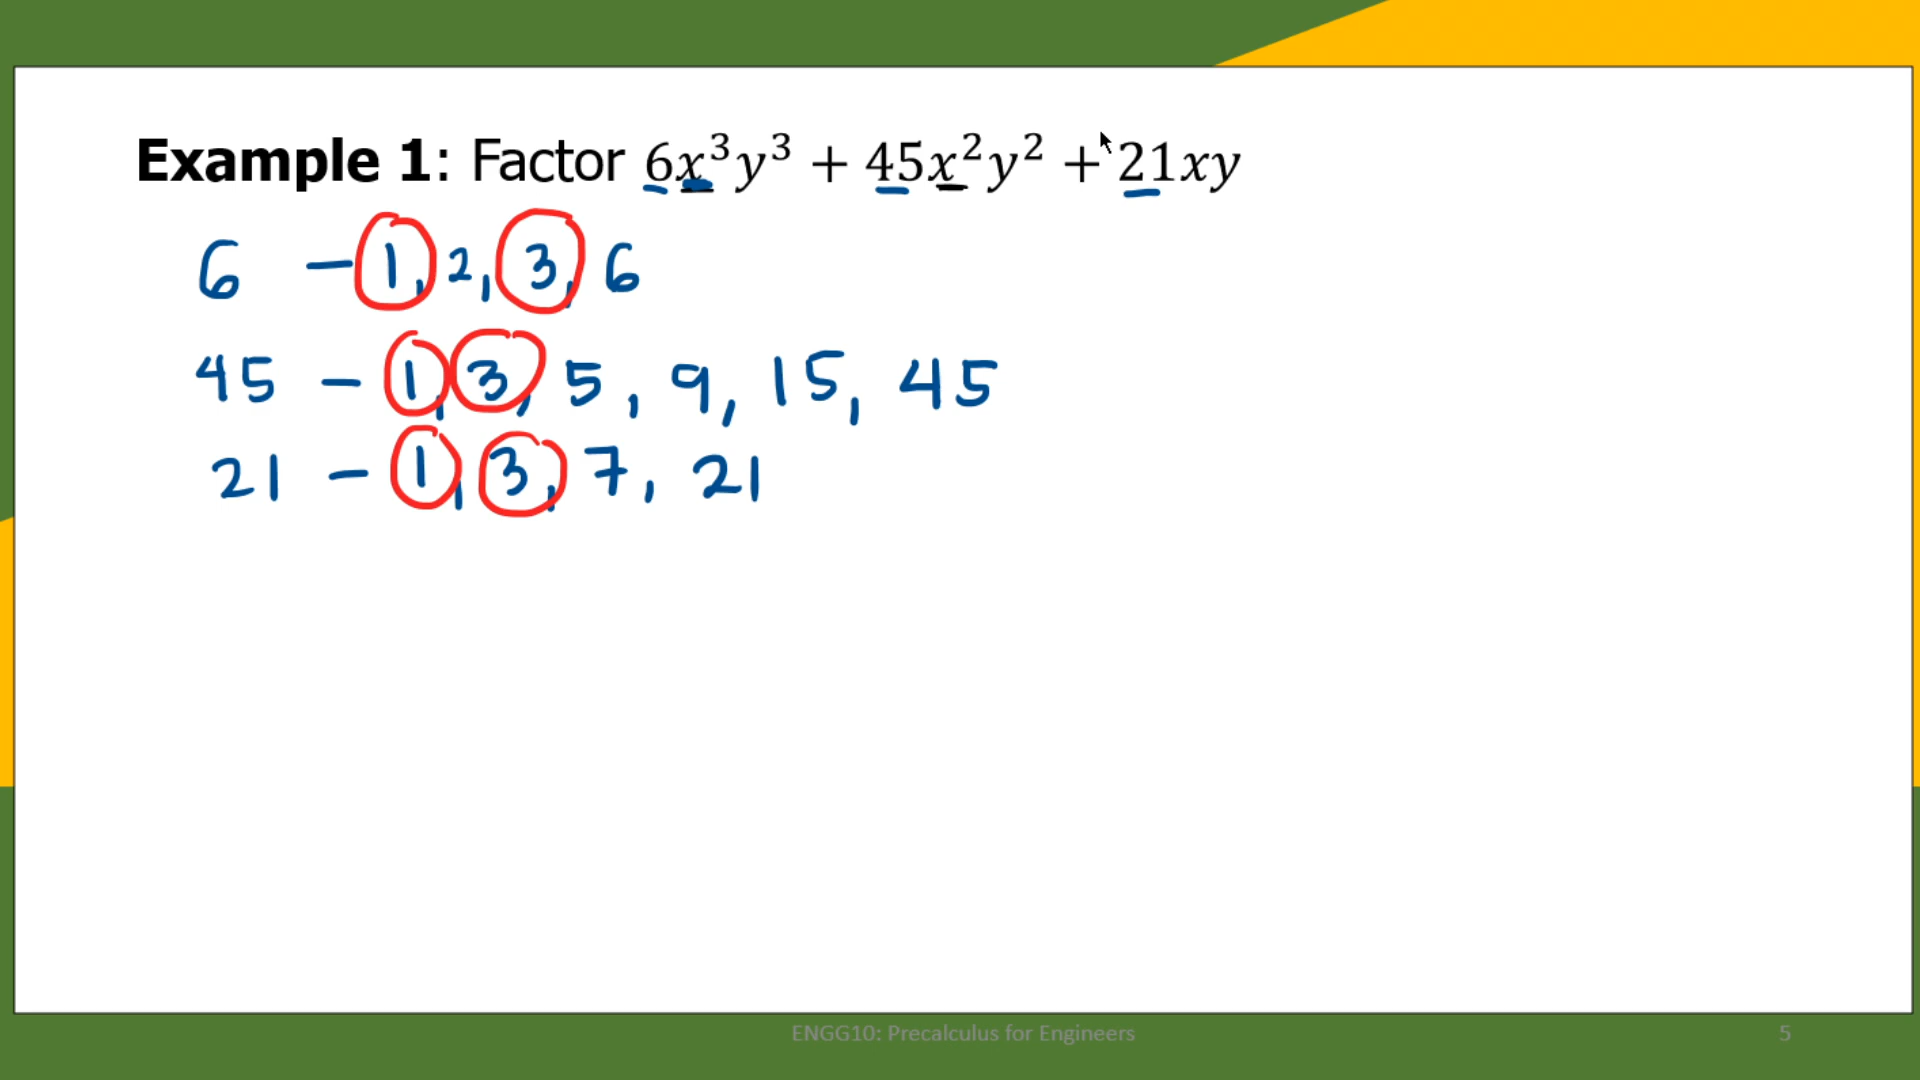 Example 1: Factor 6x³y³ + 45x²y² + 21xy
6 - 1, 2, 3, 6
45 - 1, 3, 5, 9, 15, 45
21 - 1, 3, 7, 21
ENGG10: Precalculus for Engineers
5